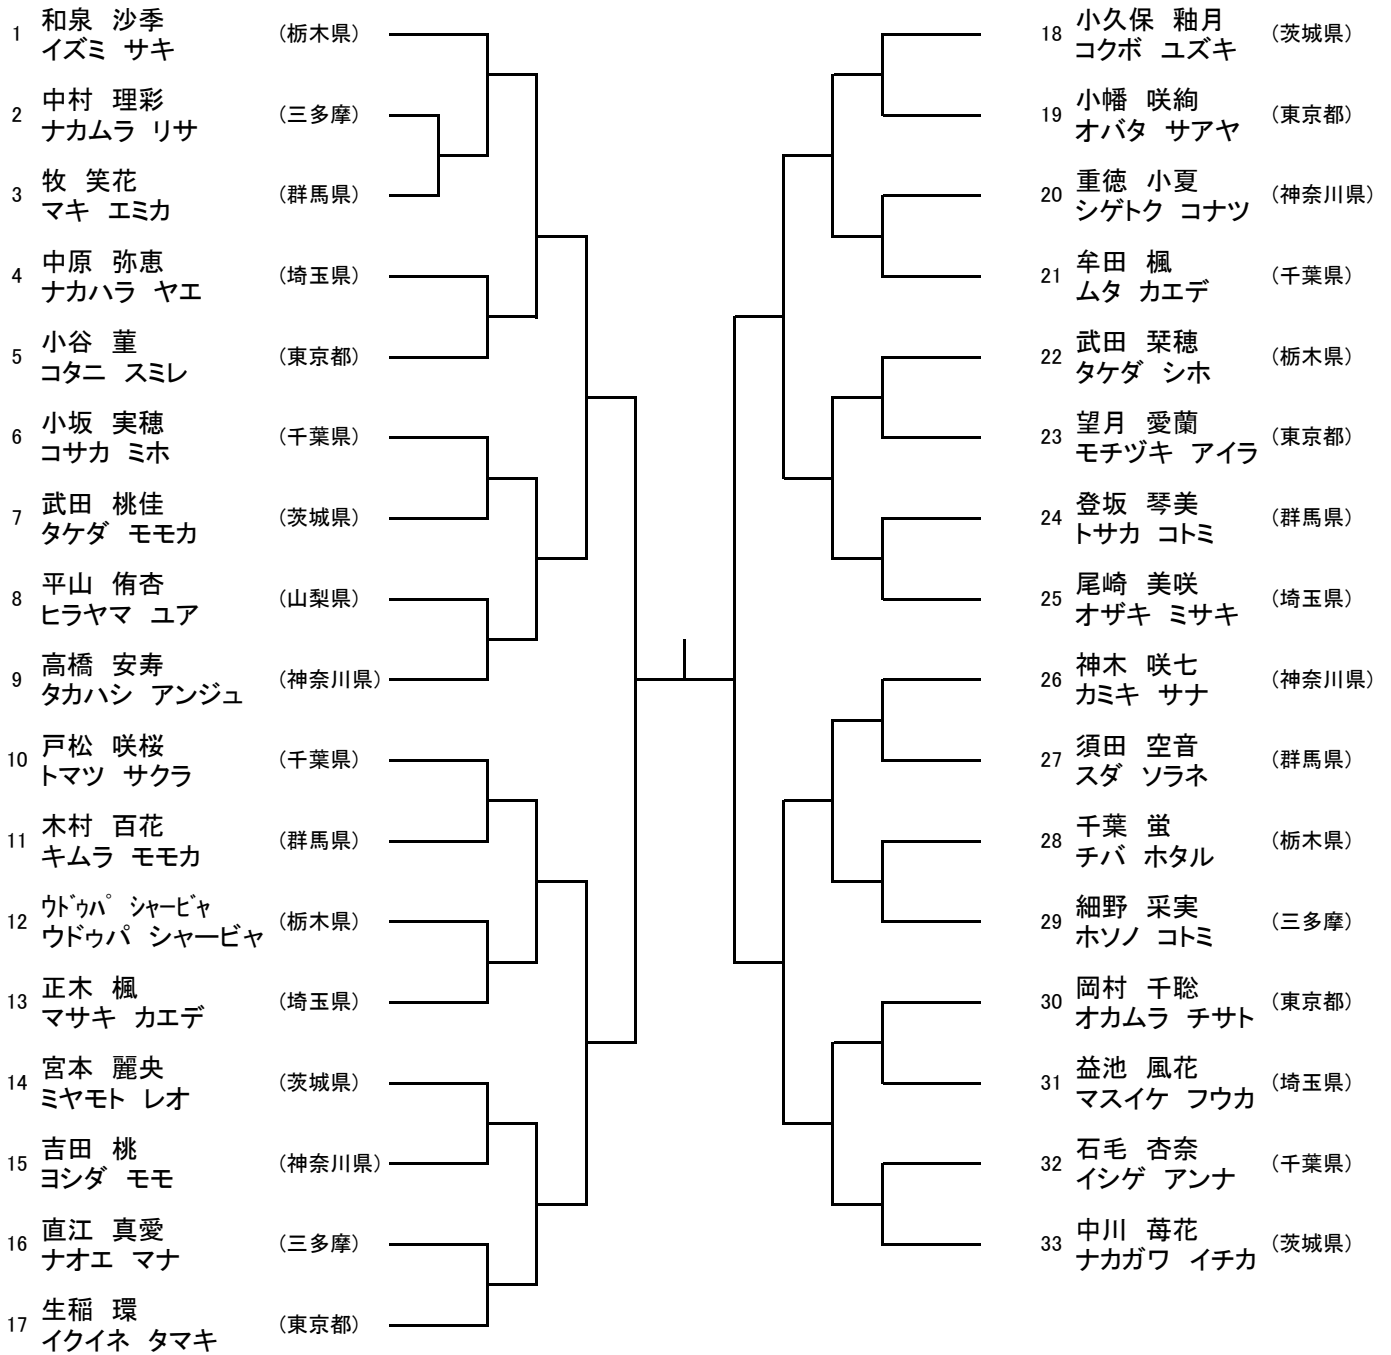 1 和泉 沙季 (栃木県)
イズミ サキ
2 中村 理彩 (三多摩)
ナカムラ リサ
3 牧 笑花 (群馬県)
マキ エミカ
4 中原 弥恵 (埼玉県)
ナカハラ ヤエ
5 小谷 菫 (東京都)
コタニ スミレ
6 小坂 実穂 (千葉県)
コサカ ミホ
7 武田 桃佳 (茨城県)
タケダ モモカ
8 平山 侑杏 (山梨県)
ヒラヤマ ユア
9 高橋 安寿 (神奈川県)
タカハシ アンジュ
10 戸松 咲桜 (千葉県)
トマツ サクラ
11 木村 百花 (群馬県)
キムラ モモカ
12 ウドゥパ シャービャ (栃木県)
ウドゥパ シャービャ
13 正木 楓 (埼玉県)
マサキ カエデ
14 宮本 麗央 (茨城県)
ミヤモト レオ
15 吉田 桃 (神奈川県)
ヨシダ モモ
16 直江 真愛 (三多摩)
ナオエ マナ
17 生稲 環 (東京都)
イクイネ タマキ
18 小久保 釉月 (茨城県)
コクボ ユズキ
19 小幡 咲絢 (東京都)
オバタ サアヤ
20 重徳 小夏 (神奈川県)
シゲトク コナツ
21 牟田 楓 (千葉県)
ムタ カエデ
22 武田 栞穂 (栃木県)
タケダ シホ
23 望月 愛蘭 (東京都)
モチヅキ アイラ
24 登坂 琴美 (群馬県)
トサカ コトミ
25 尾崎 美咲 (埼玉県)
オザキ ミサキ
26 神木 咲七 (神奈川県)
カミキ サナ
27 須田 空音 (群馬県)
スダ ソラネ
28 千葉 蛍 (栃木県)
チバ ホタル
29 細野 采実 (三多摩)
ホソノ コトミ
30 岡村 千聡 (東京都)
オカムラ チサト
31 益池 風花 (埼玉県)
マスイケ フウカ
32 石毛 杏奈 (千葉県)
イシゲ アンナ
33 中川 苺花 (茨城県)
ナカガワ イチカ